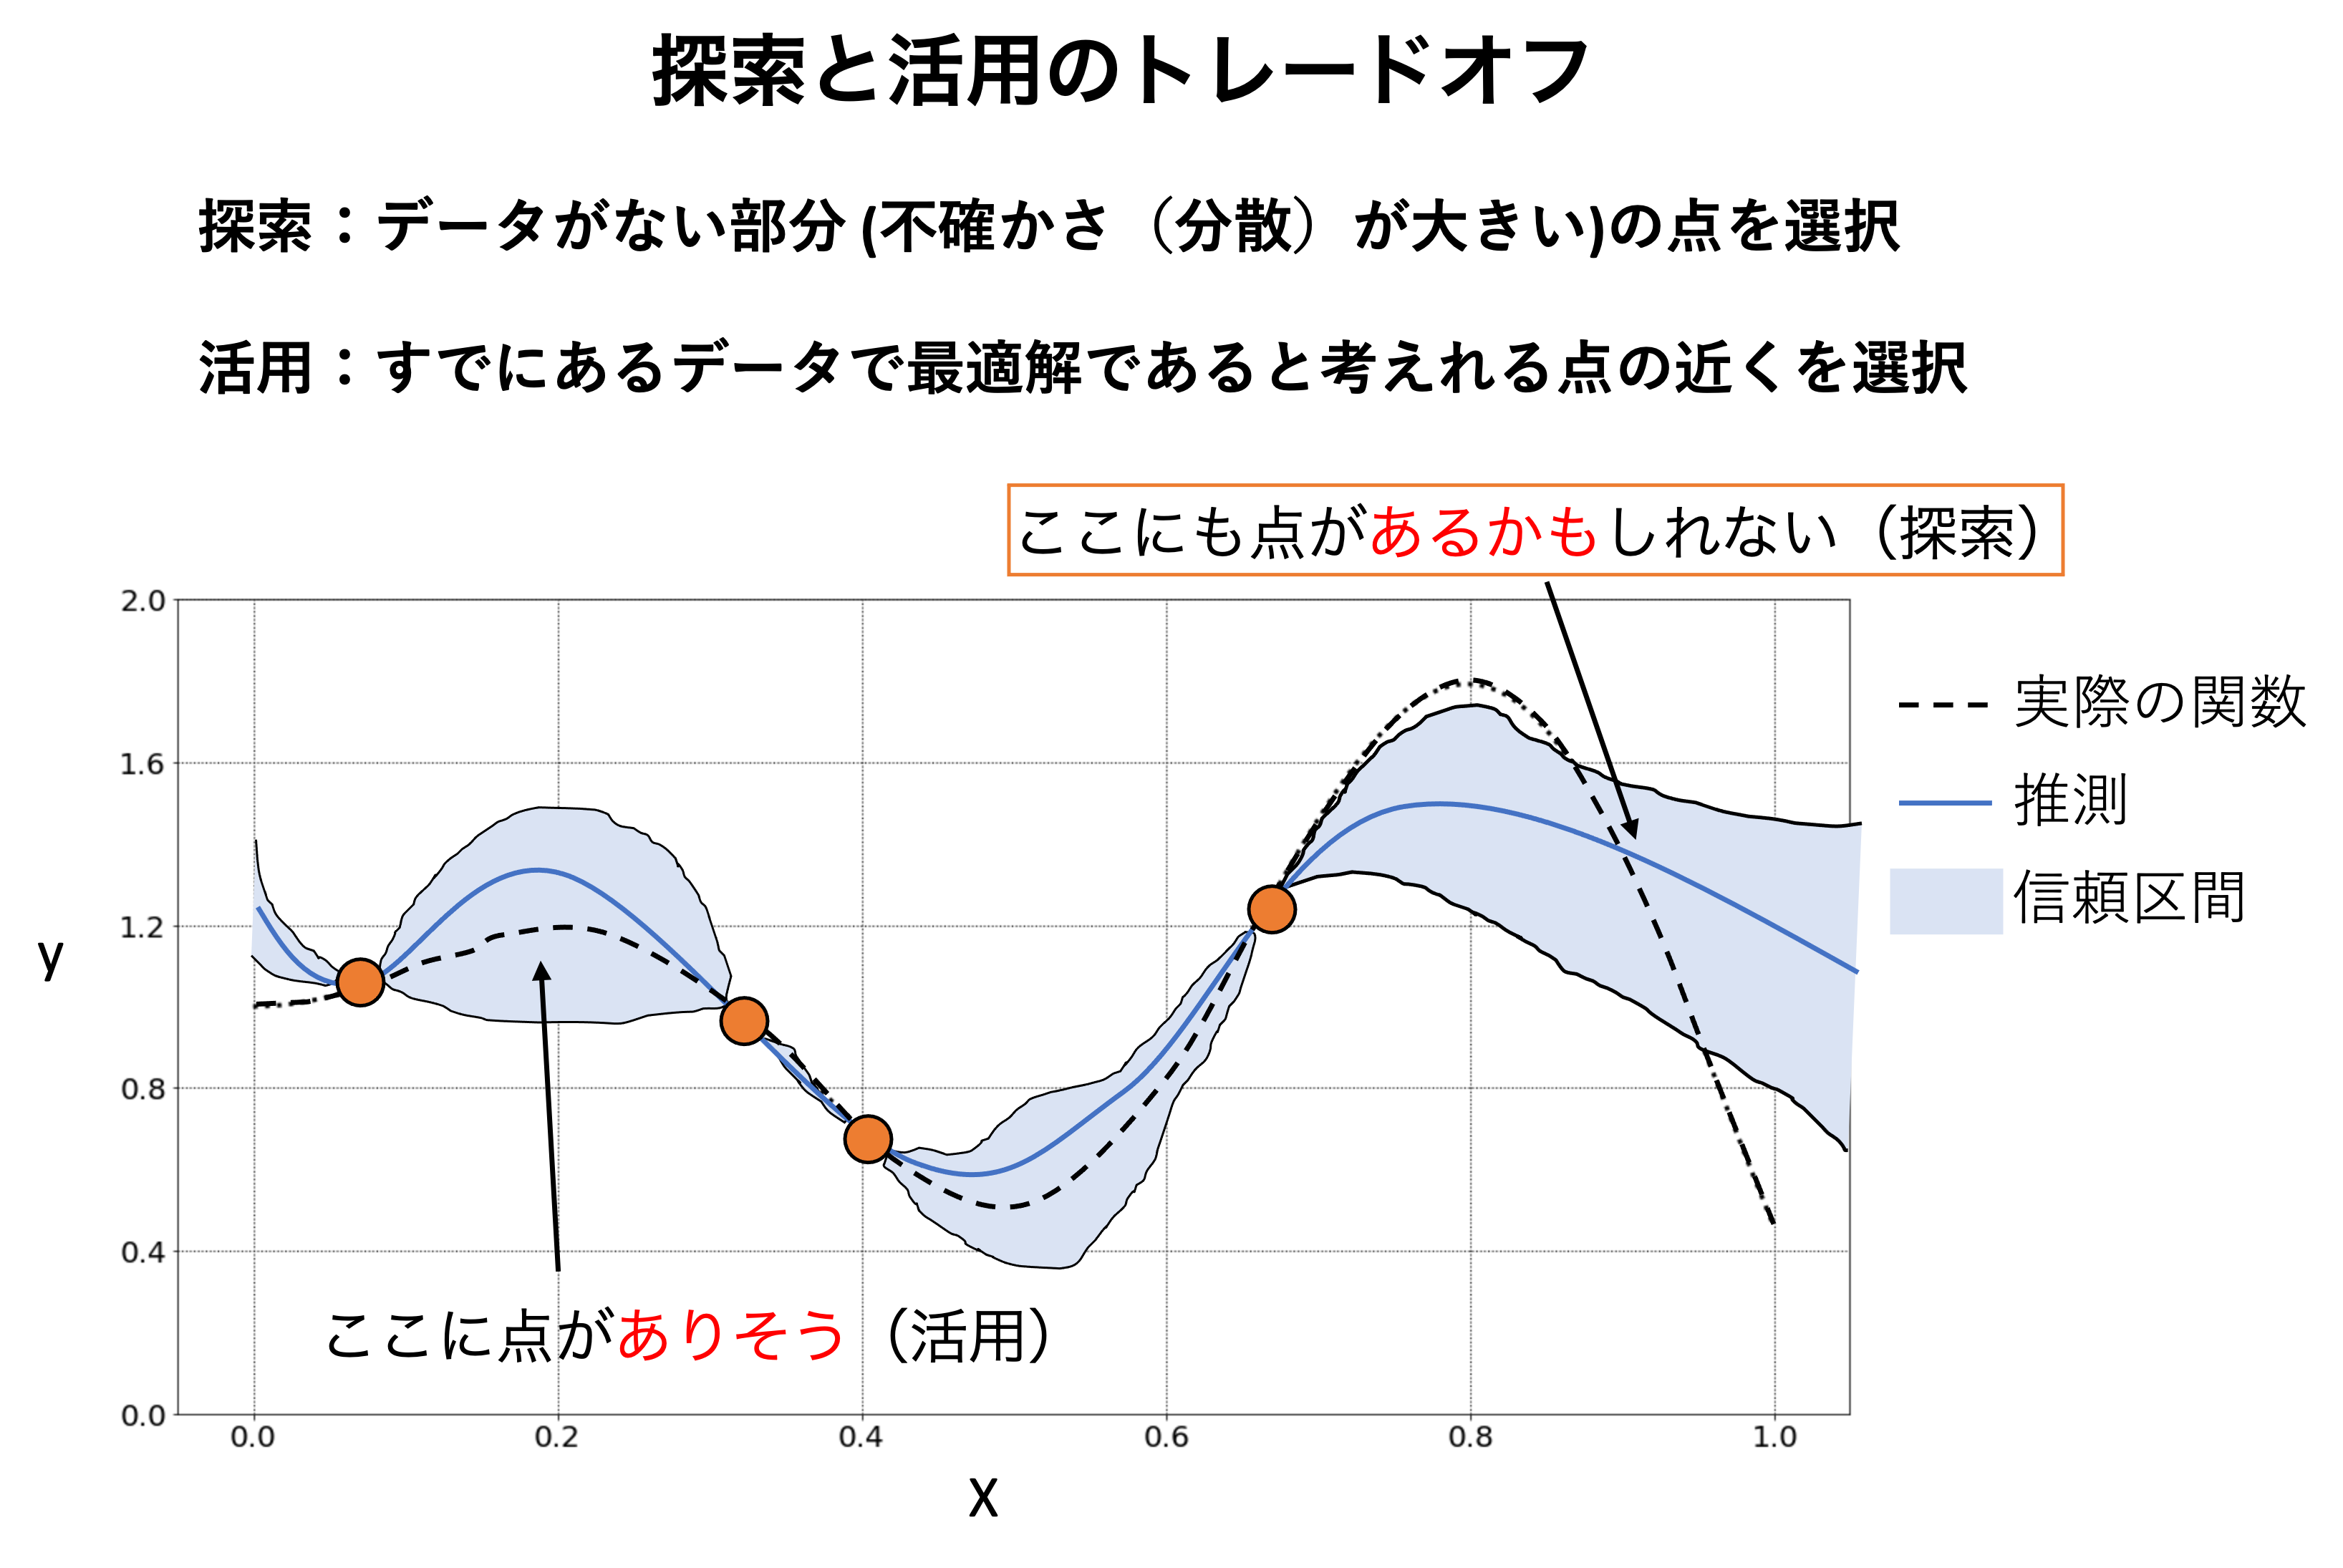 探索と活用のトレードオフ
探索：データがない部分(不確かさ（分散）が大きい)の点を選択
活用：すでにあるデータで最適解であると考えれる点の近くを選択
ここにも点があるかもしれない（探索）
2.0
1.6
1.2
0.8
0.4
0.0
y
実際の関数
推測
信頼区間
ここに点がありそう（活用）
0.0 0.2 0.4 0.6 0.8 1.0
x